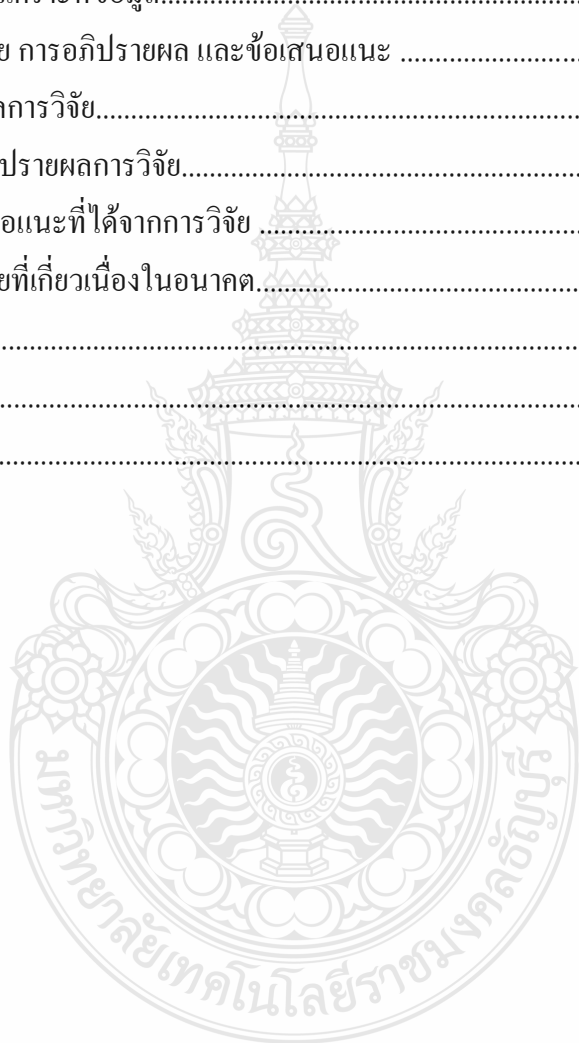 ข้อมูล........................................................................
ย การอภิปรายผล และข้อเสนอแนะ ..............................
ลการวิจัย....................................................................................
ปรายผลการวิจัย....................................................................
อแนะที่ได้จากการวิจัย .......................................................
ยที่เกี่ยวเนื่องในอนาคต.......................................................
....................................................................................................
....................................................................................................
....................................................................................................
มหาวิทยาลัยเทคโนโลยีราชมงคลธัญบุรี